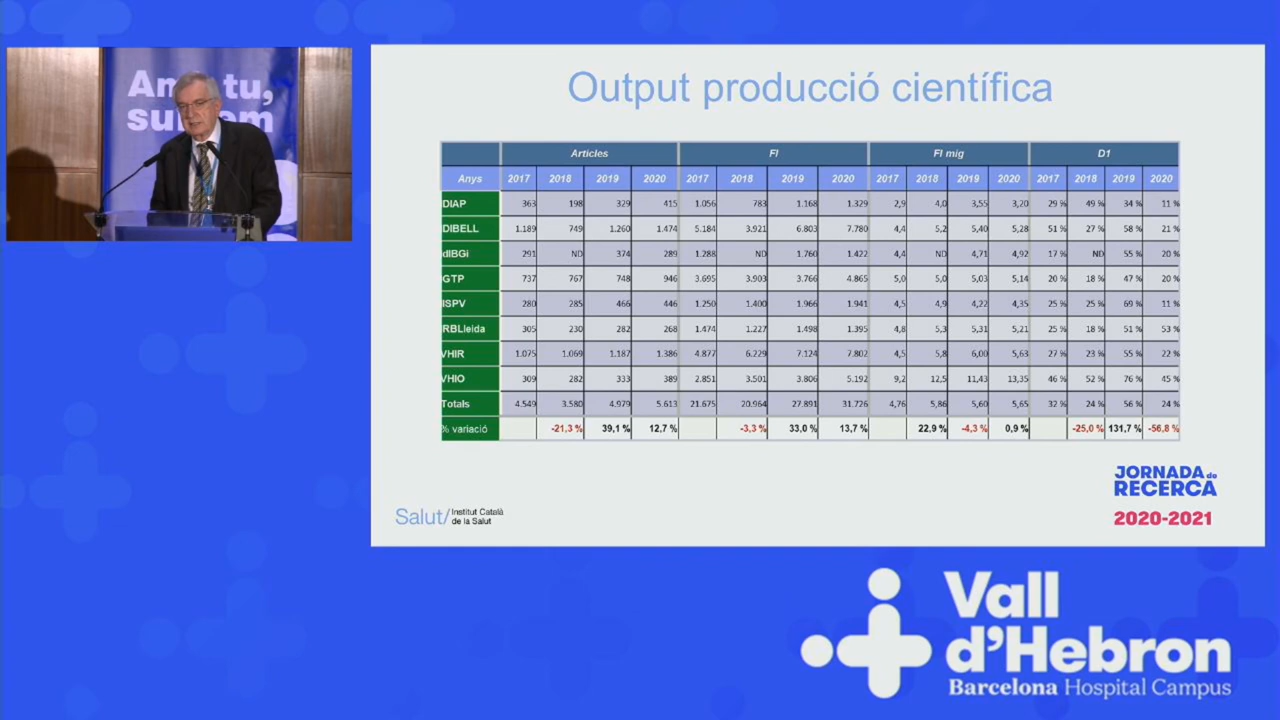 Amb tu,
sumem
Output producció científica
Articles FI FI mig D1
Anys 2017 2018 2019 2020 2017 2018 2019 2020 2017 2018 2019 2020 2017 2018 2019 2020
DIAP 363 198 329 415 1.056 783 1.168 1.329 2,9 4,0 3,55 3,20 29 % 49 % 34 % 11 %
DIBELL 1.189 749 1.260 1.474 5.184 3.921 6.803 7.780 4,4 5,2 5,40 5,28 51 % 27 % 58 % 21 %
dIBGi 291 ND 374 289 1.288 ND 1.760 1.422 4,4 ND 4,71 4,92 17 % ND 55 % 20 %
GTP 737 767 748 946 3.695 3.903 3.766 4.865 5,0 5,0 5,03 5,14 20 % 18 % 47 % 20 %
ISPV 280 285 466 446 1.250 1.400 1.966 1.941 4,5 4,9 4,22 4,35 25 % 25 % 69 % 11 %
RBLleida 305 230 282 268 1.474 1.227 1.498 1.395 4,8 5,3 5,31 5,21 25 % 18 % 51 % 53 %
VHIR 1.075 1.069 1.187 1.386 4.877 6.229 7.124 7.802 4,5 5,8 6,00 5,63 27 % 23 % 55 % 22 %
VHIO 309 282 333 389 2.851 3.501 3.806 5.192 9,2 12,5 11,43 13,35 46 % 52 % 76 % 45 %
Totals 4.549 3.580 4.979 5.613 21.675 20.964 27.891 31.726 4,76 5,86 5,60 5,65 32 % 24 % 56 % 24 %
% variació -21,3 % 39,1 % 12,7 % -3,3 % 33,0 % 13,7 % 22,9 % -4,3 % 0,9 % -25,0 % 131,7 % -56,8 %
JORNADA de
RECERCA
2020-2021
Salut/ Institut Català
de la Salut
Vall
d'Hebron
Barcelona Hospital Campus